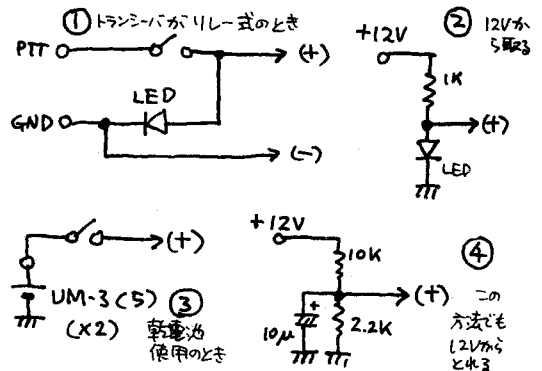 ① トランシーバがリレー式のとき
PTT
(+)
LED
GND
(−)
② 12Vか
ら取る
+12V
1K
(+)
LED
(+)
UM-3(5)
(×2)
③
乾電池
使用のとき
④
+12V
10K
(+)
+
10μ
2.2K
この
方法でも
12Vから
とれる